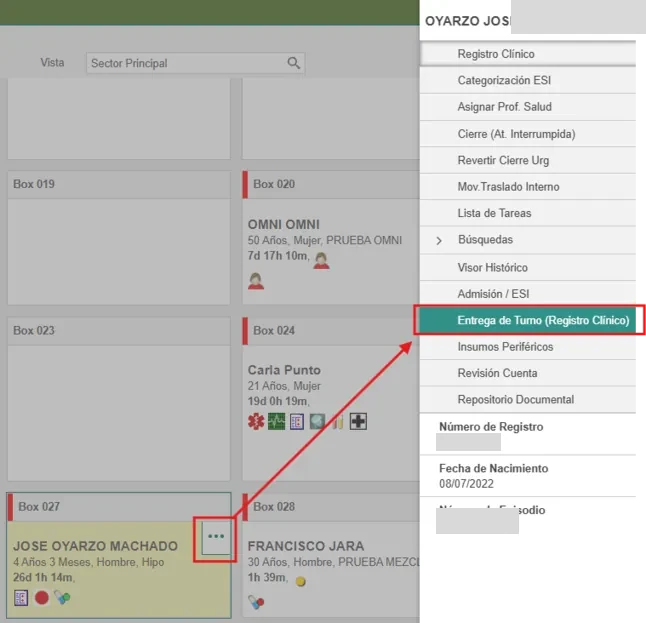 Vista
Sector Principal
Box 019
Box 020
OMNI OMNI
50 Años, Mujer, PRUEBA OMNI
7d 17h 10m,
Box 023
Box 024
Carla Punto
21 Años, Mujer
19d 0h 19m,
Box 027
JOSE OYARZO MACHADO
4 Años 3 Meses, Hombre, Hipo
26d 1h 14m,
Box 028
FRANCISCO JARA
30 Años, Hombre, PRUEBA MEZCL
1h 39m,
OYARZO JOS
Registro Clínico
Categorización ESI
Asignar Prof. Salud
Cierre (At. Interrumpida)
Revertir Cierre Urg
Mov.Traslado Interno
Lista de Tareas
Búsquedas
Visor Histórico
Admisión / ESI
Entrega de Turno (Registro Clínico)
Insumos Periféricos
Revisión Cuenta
Repositorio Documental
Número de Registro
Fecha de Nacimiento
08/07/2022
Número de Episodio